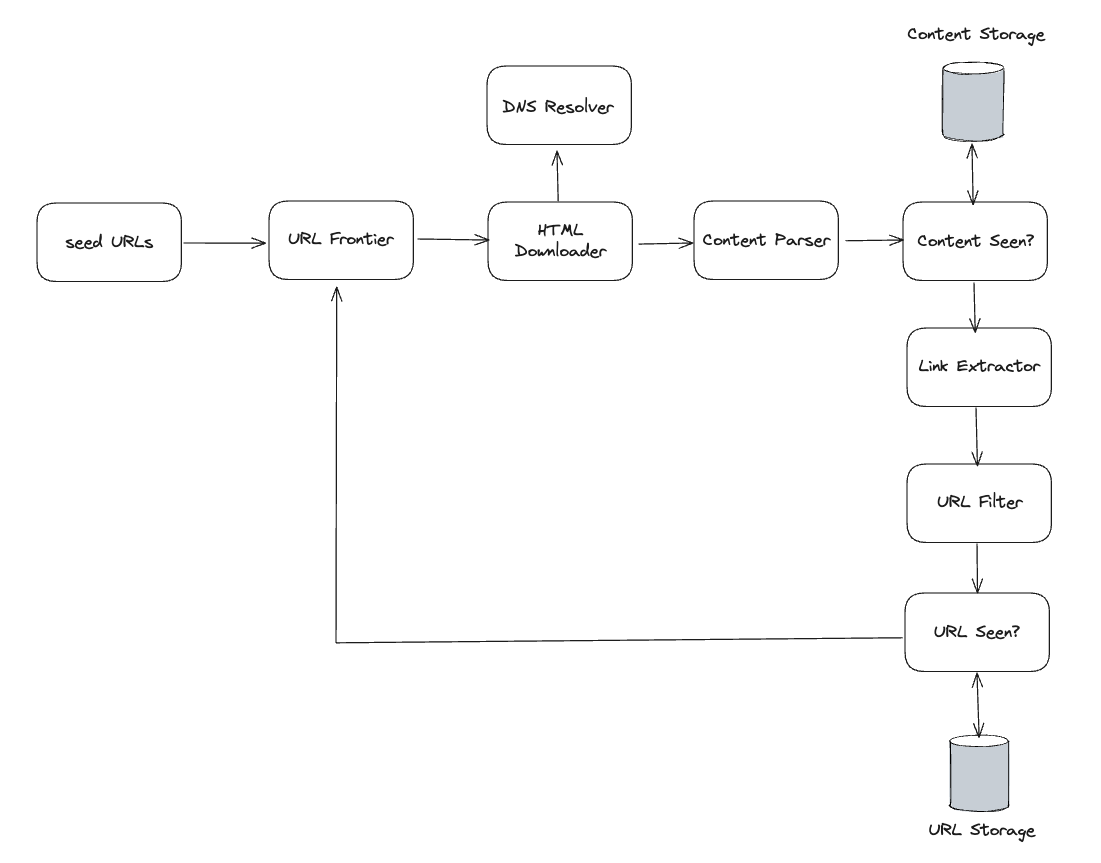 Content Storage
DNS Resolver
seed URLs
URL Frontier
HTML
Downloader
Content Parser
Content Seen?
Link Extractor
URL Filter
URL Seen?
URL Storage